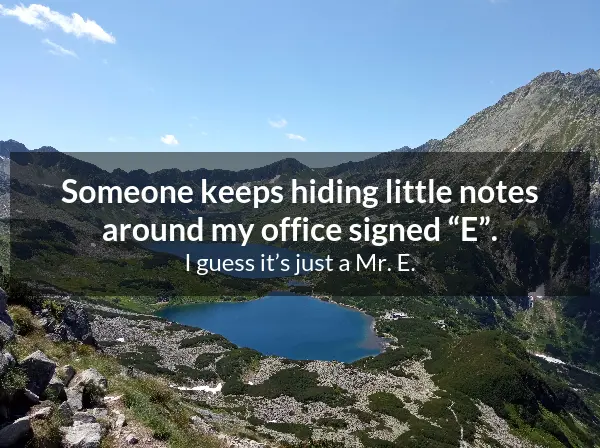 Someone keeps hiding little notes
around my office signed “E”.
I guess it’s just a Mr. E.